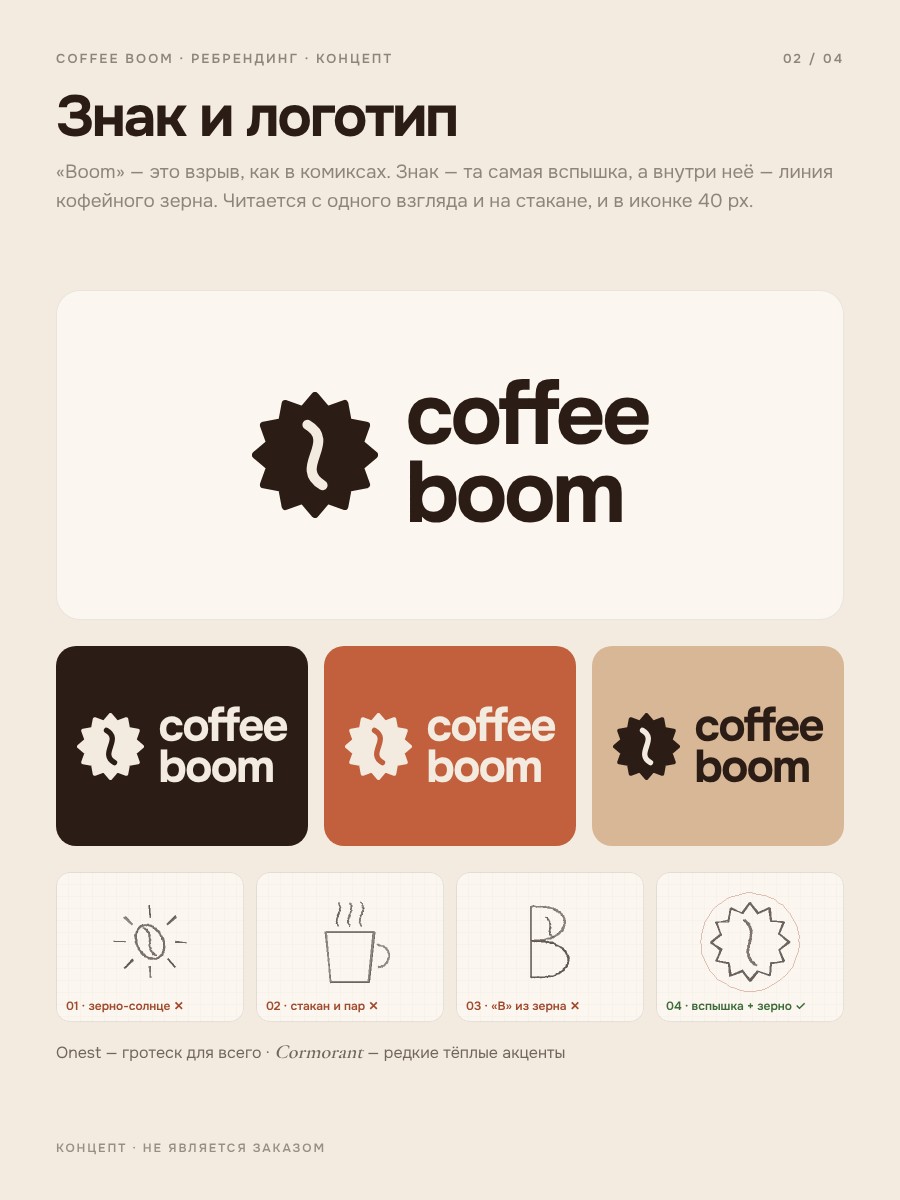 COFFEE BOOM · РЕБРЕНДИНГ · КОНЦЕПТ
02 / 04
Знак и логотип
«Boom» — это взрыв, как в комиксах. Знак — та самая вспышка, а внутри неё — линия
кофейного зерна. Читается с одного взгляда и на стакане, и в иконке 40 px.
coffee
boom
coffee
boom
coffee
boom
coffee
boom
01 · зерно-солнце ✕
02 · стакан и пар ✕
03 · «B» из зерна ✕
04 · вспышка + зерно ✓
Onest — гротеск для всего · Cormorant — редкие тёплые акценты
КОНЦЕПТ · НЕ ЯВЛЯЕТСЯ ЗАКАЗОМ